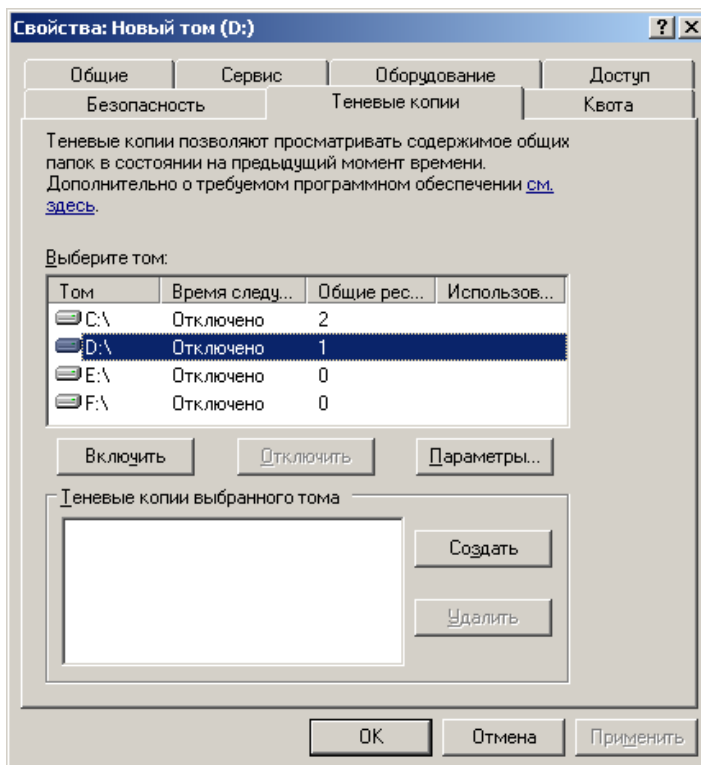 Свойства: Новый том (D:)
Общие Сервис Оборудование Доступ
Безопасность Теневые копии Квота
Теневые копии позволяют просматривать содержимое общих
папок в состоянии на предыдущий момент времени.
Дополнительно о требуемом программном обеспечении см.
здесь.
Выберите том:
Том Время следу... Общие рес... Использов...
C:\ Отключено 2
D:\ Отключено 1
E:\ Отключено 0
F:\ Отключено 0
Включить Отключить Параметры...
Теневые копии выбранного тома
Создать
Удалить
OK Отмена Применить